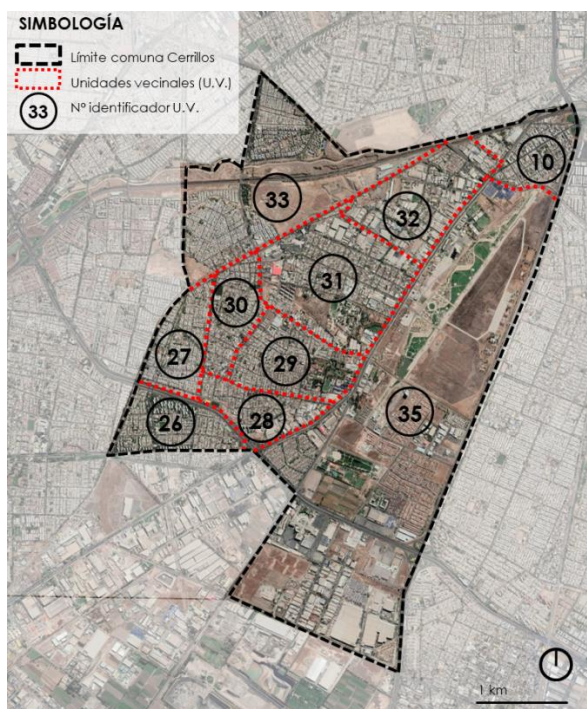 SIMBOLOGÍA
Límite comuna Cerrillos
Unidades vecinales (U.V.)
33 Nº identificador U.V.
10
33
32
31
30
29
27
35
28
26
1 km